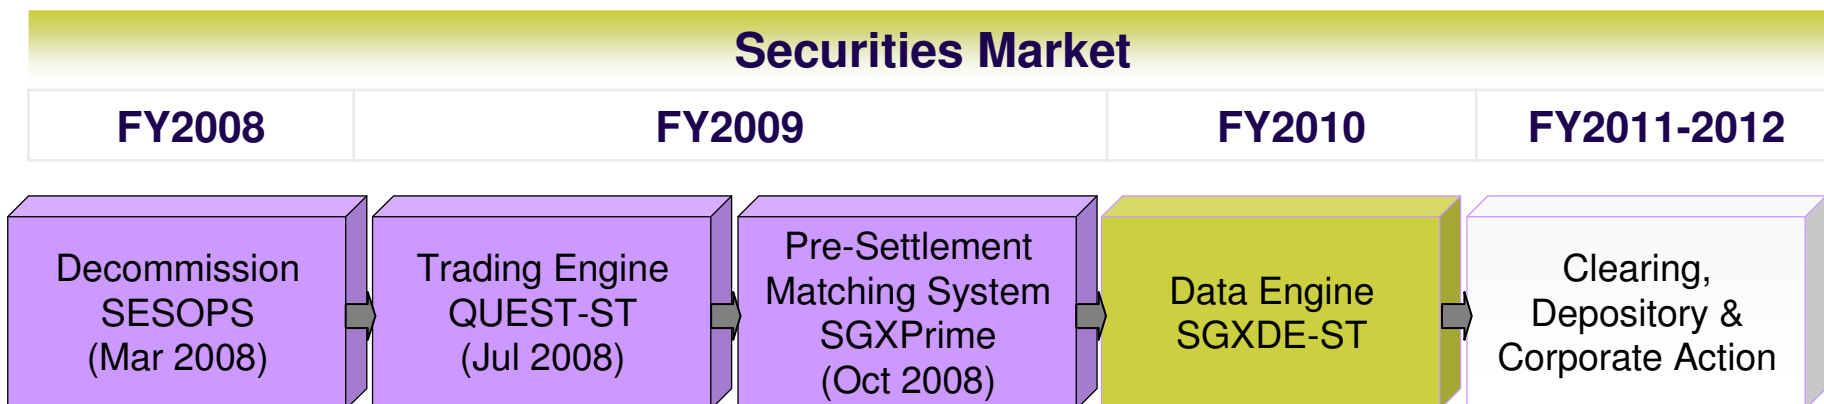 Securities Market
FY2008
FY2009
FY2010
FY2011-2012
Decommission
SESOPS
(Mar 2008)
Trading Engine
QUEST-ST
(Jul 2008)
Pre-Settlement
Matching System
SGXPrime
(Oct 2008)
Data Engine
SGXDE-ST
Clearing,
Depository &
Corporate Action